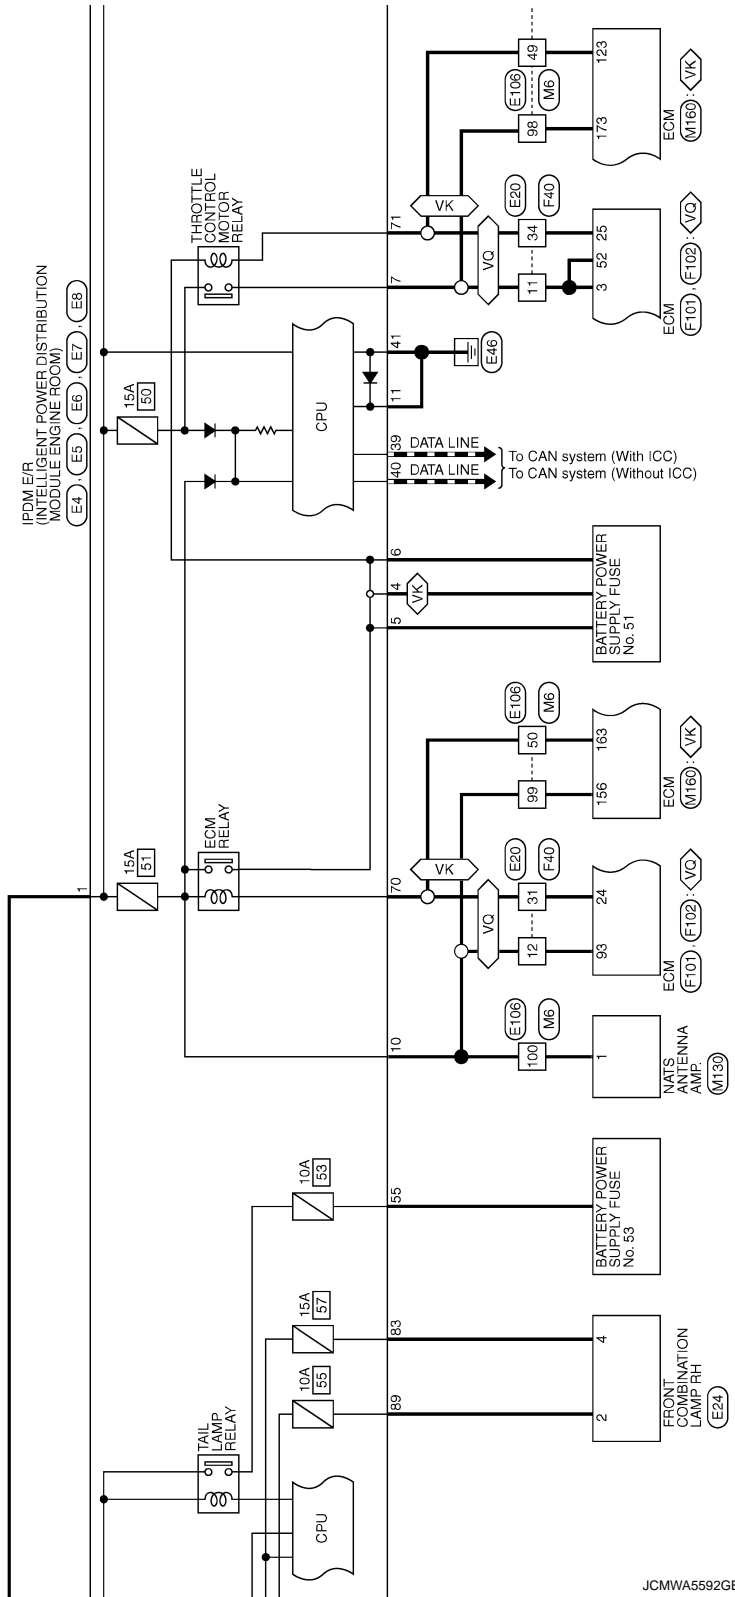 IPDM E/R
(INTELLIGENT POWER DISTRIBUTION
MODULE ENGINE ROOM)
E4 , E5 , E6 , E7 , E8
THROTTLE
CONTROL
MOTOR
RELAY
15A
50
CPU
71
7
41
11
39
40
DATA LINE
DATA LINE
To CAN system (With ICC)
To CAN system (Without ICC)
E46
VK
VQ
E106
M6
49
98
123
173
ECM
M160 : VK
E20
F40
34
11
25
52
3
ECM
F101 , F102 : VQ
6
4
5
VK
BATTERY POWER
SUPPLY FUSE
No. 51
1
15A
51
ECM
RELAY
70
10
VK
VQ
E106
M6
50
99
163
156
ECM
M160 : VK
E20
F40
31
12
24
93
ECM
F101 , F102 : VQ
E106
M6
100
1
NATS
ANTENNA
AMP.
M130
10A
53
55
BATTERY POWER
SUPPLY FUSE
No. 53
15A
57
83
10A
55
89
TAIL
LAMP
RELAY
CPU
4
2
FRONT
COMBINATION
LAMP RH
E24
JCMWA5592GE